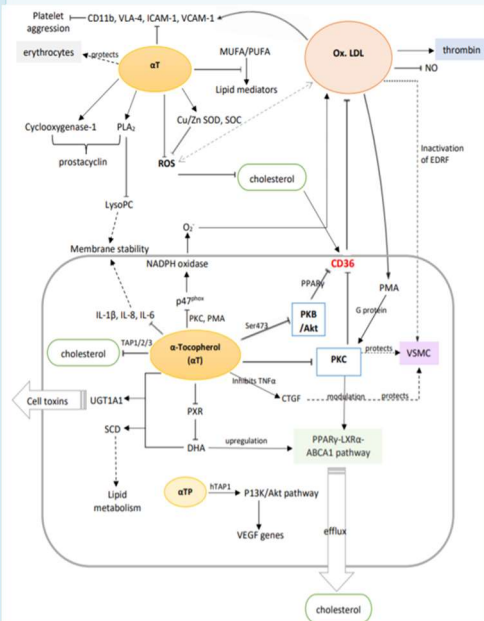 Platelet
aggression
CD11b, VLA-4, ICAM-1, VCAM-1
erythrocytes
protects
αT
MUFA/PUFA
Lipid mediators
Ox. LDL
thrombin
NO
Cu/Zn SOD, SOC
Cyclooxygenase-1
PLA₂
prostacyclin
ROS
cholesterol
Inactivation
of EDRF
LysoPC
O₂⁻
Membrane stability
NADPH oxidase
CD36
PPARγ
PMA
p47ᵖʰᵒˣ
PKC, PMA
IL-1β, IL-8, IL-6
G protein
PKB
/Akt
Ser473
TAP1/2/3
cholesterol
α-Tocopherol
(αT)
PKC
protects
VSMC
Inhibits TNFα
Cell toxins
UGT1A1
CTGF
modulation
protects
PXR
SCD
DHA
upregulation
PPARγ-LXRα-
ABCA1 pathway
Lipid
metabolism
αTP
hTAP1
P13K/Akt pathway
VEGF genes
efflux
cholesterol